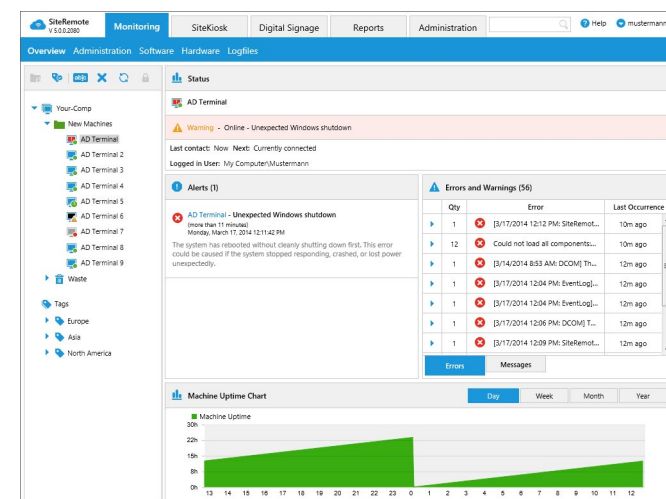 SiteRemote
V 5.0.0.2080
Monitoring
SiteKiosk
Digital Signage
Reports
Administration
Help
mustermann
Overview Administration Software Hardware Logfiles
ab|o
Status
AD Terminal
Warning - Online - Unexpected Windows shutdown
Last contact: Now Next: Currently connected
Logged in User: My Computer\Mustermann
Your-Comp
New Machines
AD Terminal
AD Terminal 2
AD Terminal 3
AD Terminal 4
AD Terminal 5
AD Terminal 6
AD Terminal 7
AD Terminal 8
AD Terminal 9
Waste
Tags
Europe
Asia
North America
Alerts (1)
AD Terminal - Unexpected Windows shutdown
(more than 11 minutes)
Monday, March 17, 2014 12:11:42 PM
The system has rebooted without cleanly shutting down first. This error
could be caused if the system stopped responding, crashed, or lost power
unexpectedly.
Errors and Warnings (56)
Qty Error Last Occurrence
1 [3/17/2014 12:12 PM: SiteRemot... 10m ago
12 Could not load all components:... 10m ago
1 [3/14/2014 8:53 AM: DCOM] Th... 12m ago
1 [3/17/2014 12:04 PM: EventLog]... 12m ago
1 [3/17/2014 12:04 PM: EventLog]... 12m ago
1 [3/17/2014 12:06 PM: DCOM] T... 12m ago
1 [3/17/2014 12:09 PM: SiteRemot... 12m ago
Errors Messages
Machine Uptime Chart
Day Week Month Year
Machine Uptime
30h
22h
15h
8h
0h
13 14 15 16 17 18 19 20 21 22 23 0 1 2 3 4 5 6 7 8 9 10 11 12